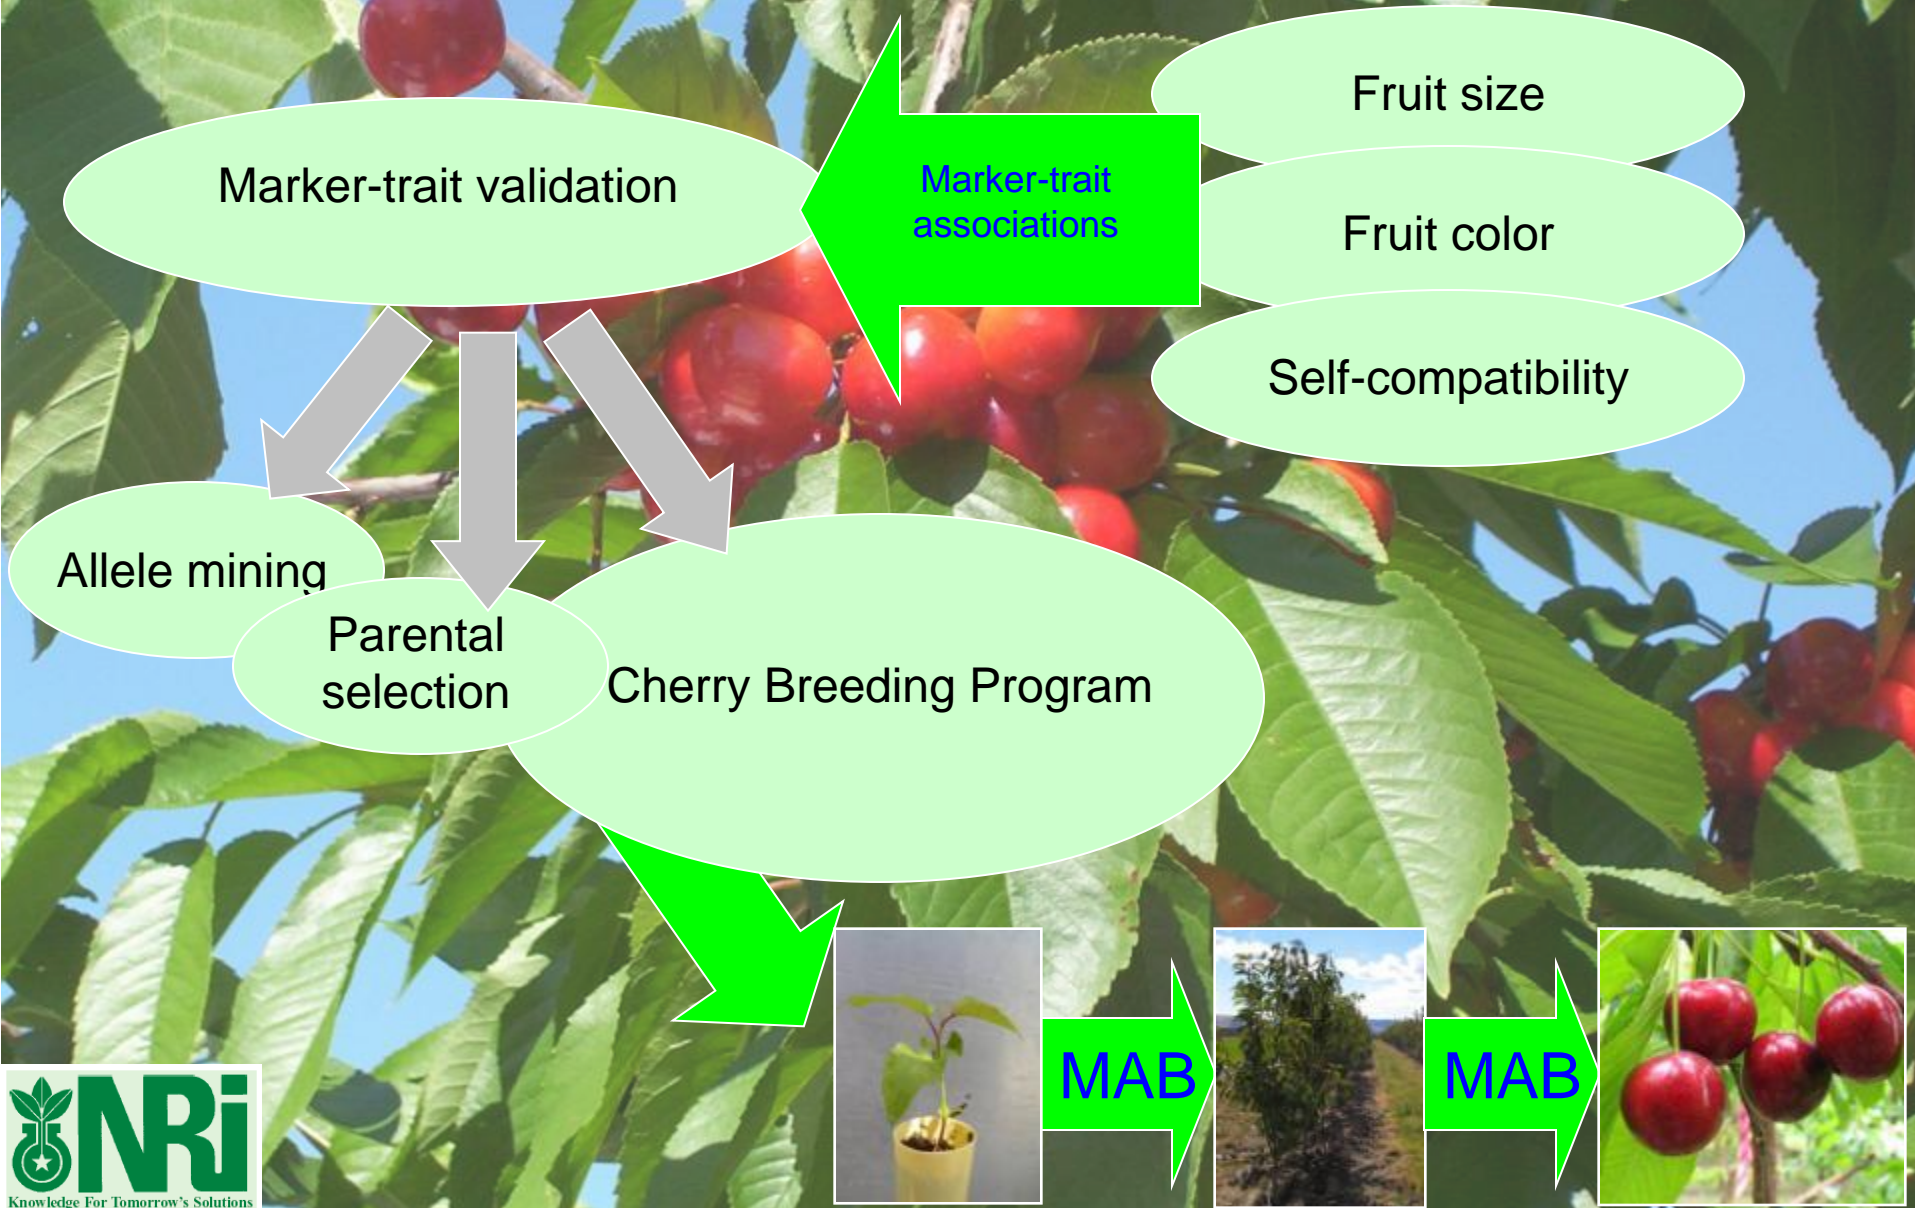 Fruit size
Marker-trait validation
Marker-trait
associations
Fruit color
Self-compatibility
Allele mining
Parental
selection
Cherry Breeding Program
MAB
MAB
NRi
Knowledge For Tomorrow's Solutions